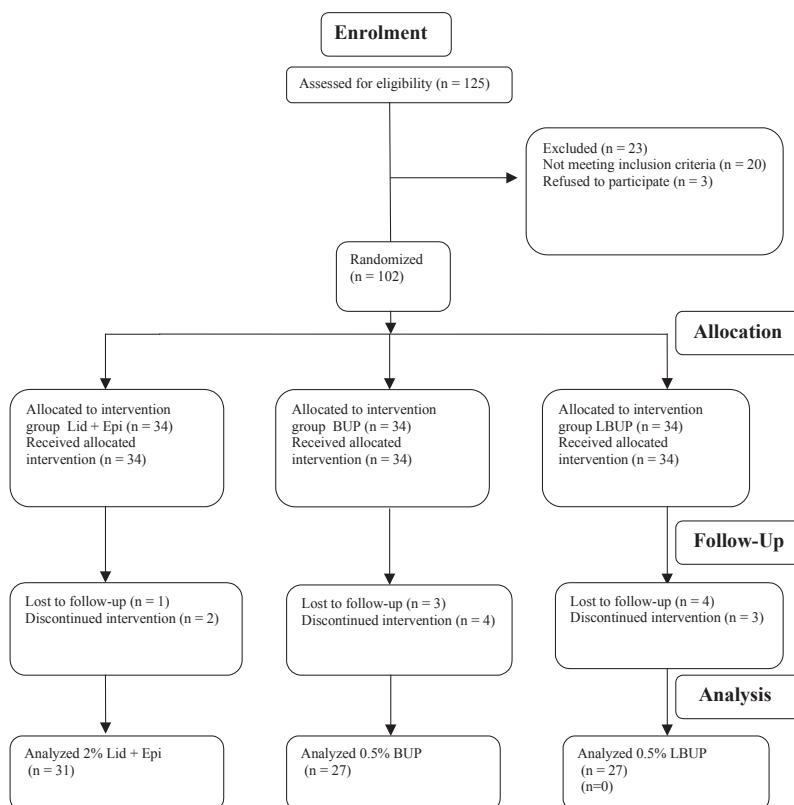 Enrolment
Assessed for eligibility (n = 125)
Excluded (n = 23)
Not meeting inclusion criteria (n = 20)
Refused to participate (n = 3)
Randomized
(n = 102)
Allocation
Allocated to intervention
group Lid + Epi (n = 34)
Received allocated
intervention (n = 34)
Allocated to intervention
group BUP (n = 34)
Received allocated
intervention (n = 34)
Allocated to intervention
group LBUP (n = 34)
Received allocated
intervention (n = 34)
Follow-Up
Lost to follow-up (n = 1)
Discontinued intervention (n = 2)
Lost to follow-up (n = 3)
Discontinued intervention (n = 4)
Lost to follow-up (n = 4)
Discontinued intervention (n = 3)
Analysis
Analyzed 2% Lid + Epi
(n = 31)
Analyzed 0.5% BUP
(n = 27)
Analyzed 0.5% LBUP
(n = 27)
(n=0)